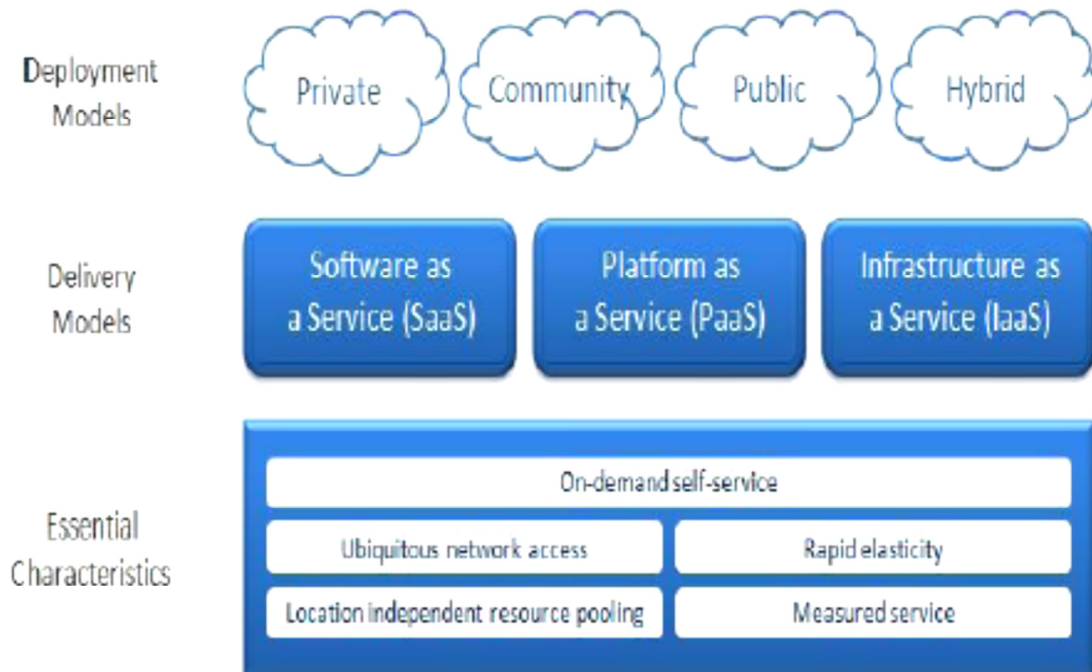 Deployment
Models
Private
Community
Public
Hybrid
Delivery
Models
Software as
a Service (SaaS)
Platform as
a Service (PaaS)
Infrastructure as
a Service (IaaS)
Essential
Characteristics
On-demand self-service
Ubiquitous network access
Rapid elasticity
Location independent resource pooling
Measured service